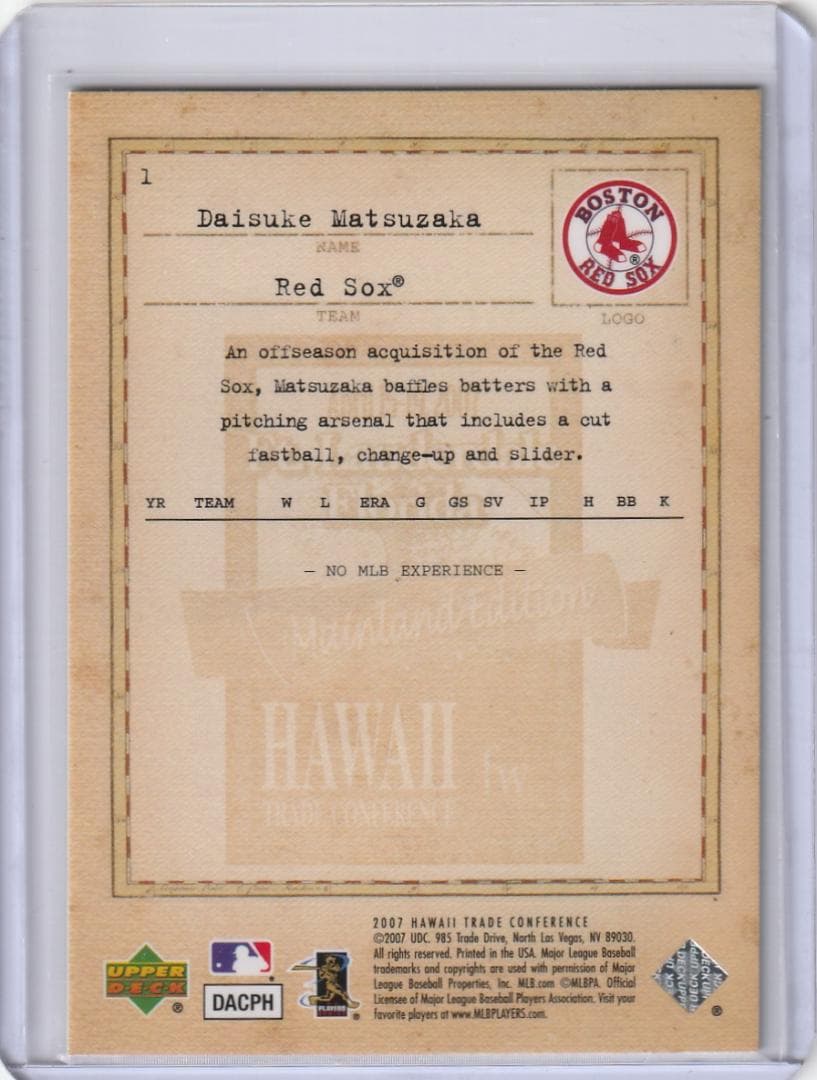 1
Daisuke Matsuzaka
NAME
Red Sox®
TEAM
BOSTON
RED SOX
®
LOGO
An offseason acquisition of the Red
Sox, Matsuzaka baffles batters with a
pitching arsenal that includes a cut
fastball, change-up and slider.
YR TEAM W L ERA G GS SV IP H BB K
— NO MLB EXPERIENCE —
Mainland Edition
HAWAII
TRADE CONFERENCE
UPPER
DECK
®
DACPH
PLAYERS
2007 HAWAII TRADE CONFERENCE
©2007 UDC. 985 Trade Drive, North Las Vegas, NV 89030.
All rights reserved. Printed in the USA. Major League Baseball
trademarks and copyrights are used with permission of Major
League Baseball Properties, Inc. MLB.com ©MLBPA. Official
Licensee of Major League Baseball Players Association. Visit your
favorite players at www.MLBPLAYERS.com.
®